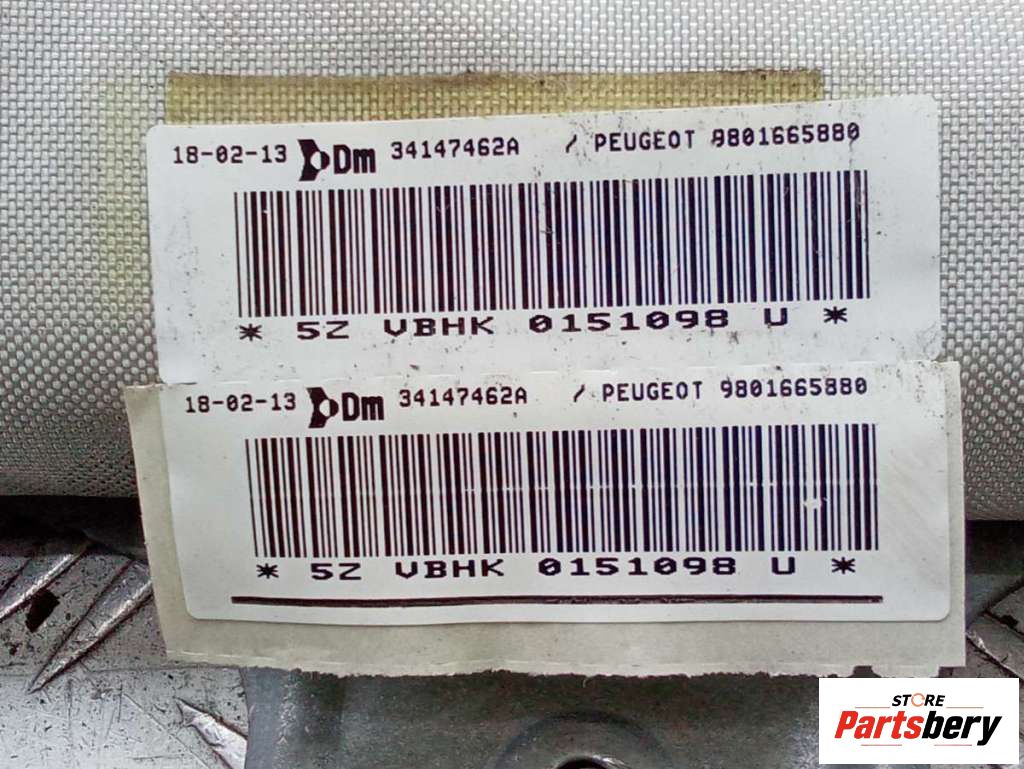 18-02-13 Dm 34147462A / PEUGEOT 9801665880
* 5Z VBHK 0151098 U *
18-02-13 Dm 34147462A / PEUGEOT 9801665880
* 5Z VBHK 0151098 U *
STORE
Partsbery